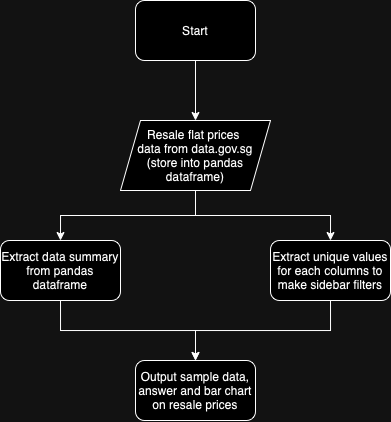 Start
Resale flat prices
data from data.gov.sg
(store into pandas
dataframe)
Extract data summary
from pandas
dataframe
Extract unique values
for each columns to
make sidebar filters
Output sample data,
answer and bar chart
on resale prices